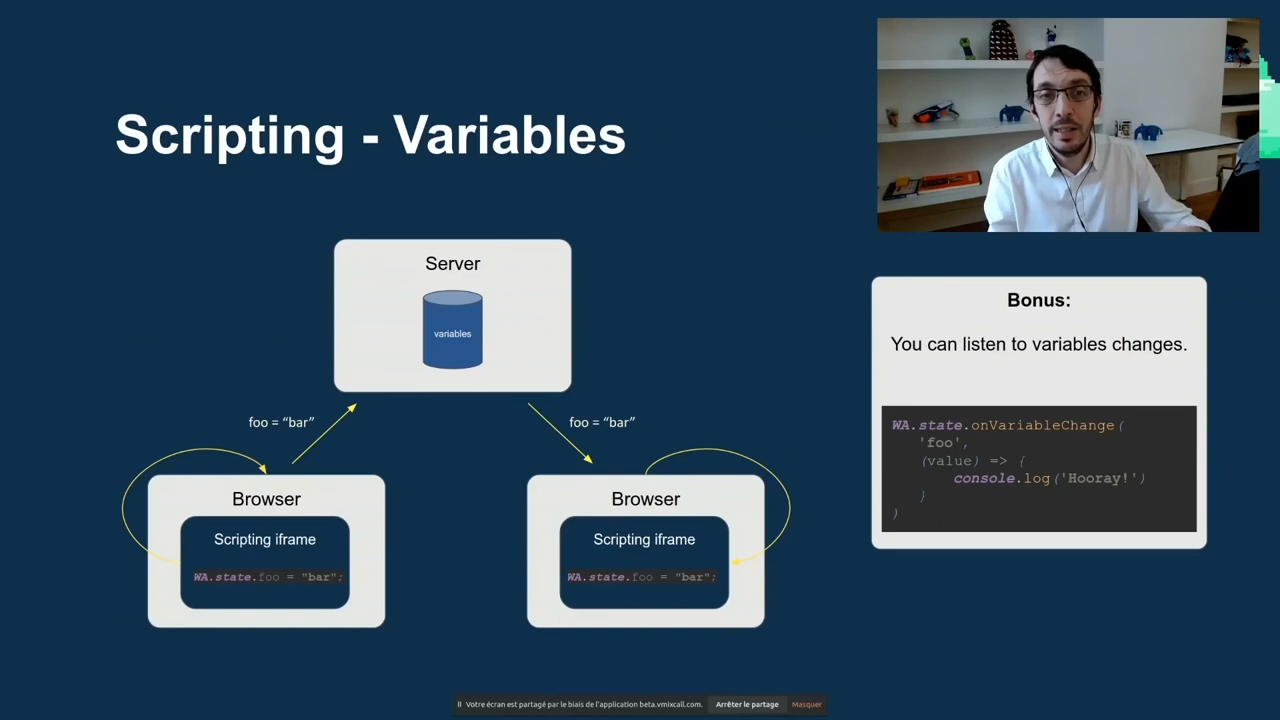 Scripting - Variables
Server
variables
foo = “bar”
foo = “bar”
Browser
Scripting iframe
WA.state.foo = "bar";
Browser
Scripting iframe
WA.state.foo = "bar";
Bonus:
You can listen to variables changes.
WA.state.onVariableChange(
'foo',
(value) => {
console.log('Hooray!')
}
)
Votre écran est partagé par le biais de l'application beta.vmixcall.com. Arrêter le partage Masquer